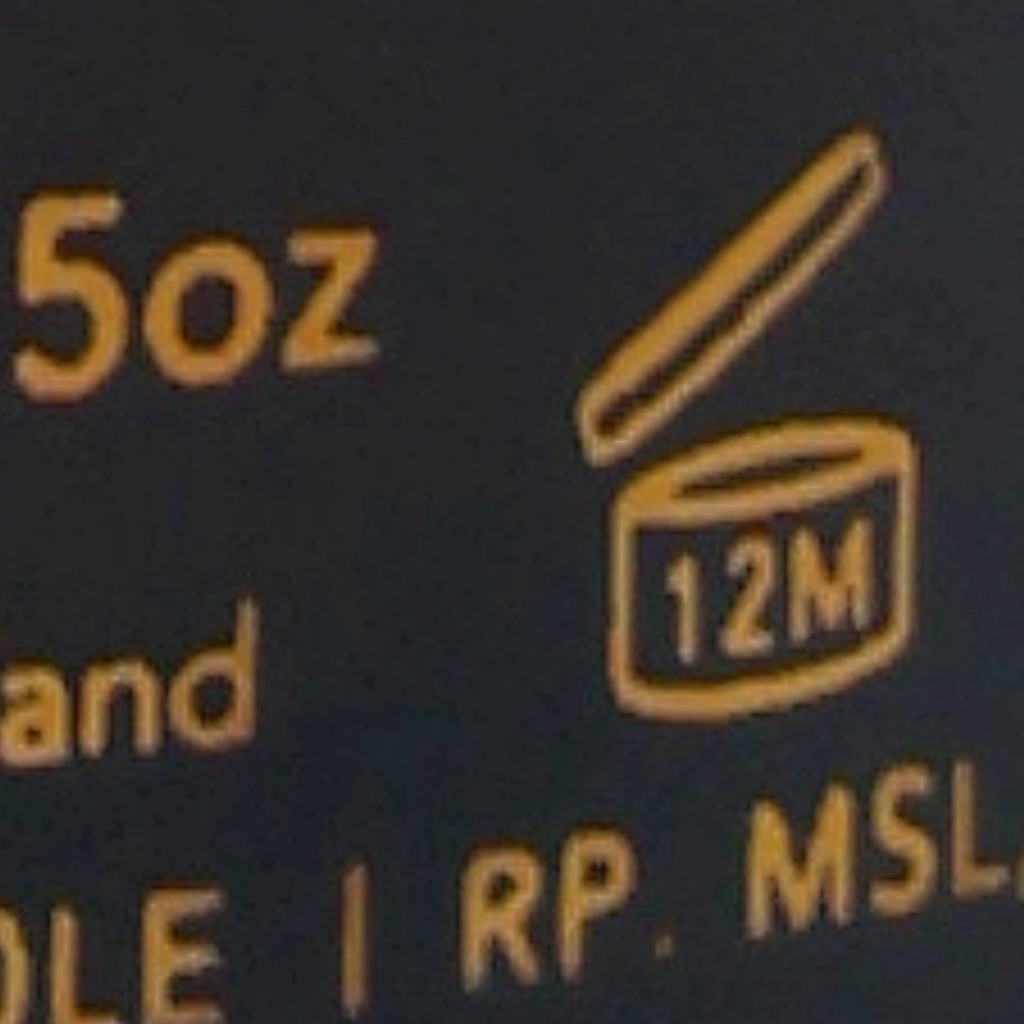 5oz
12M
and
OLE | RP. MSL